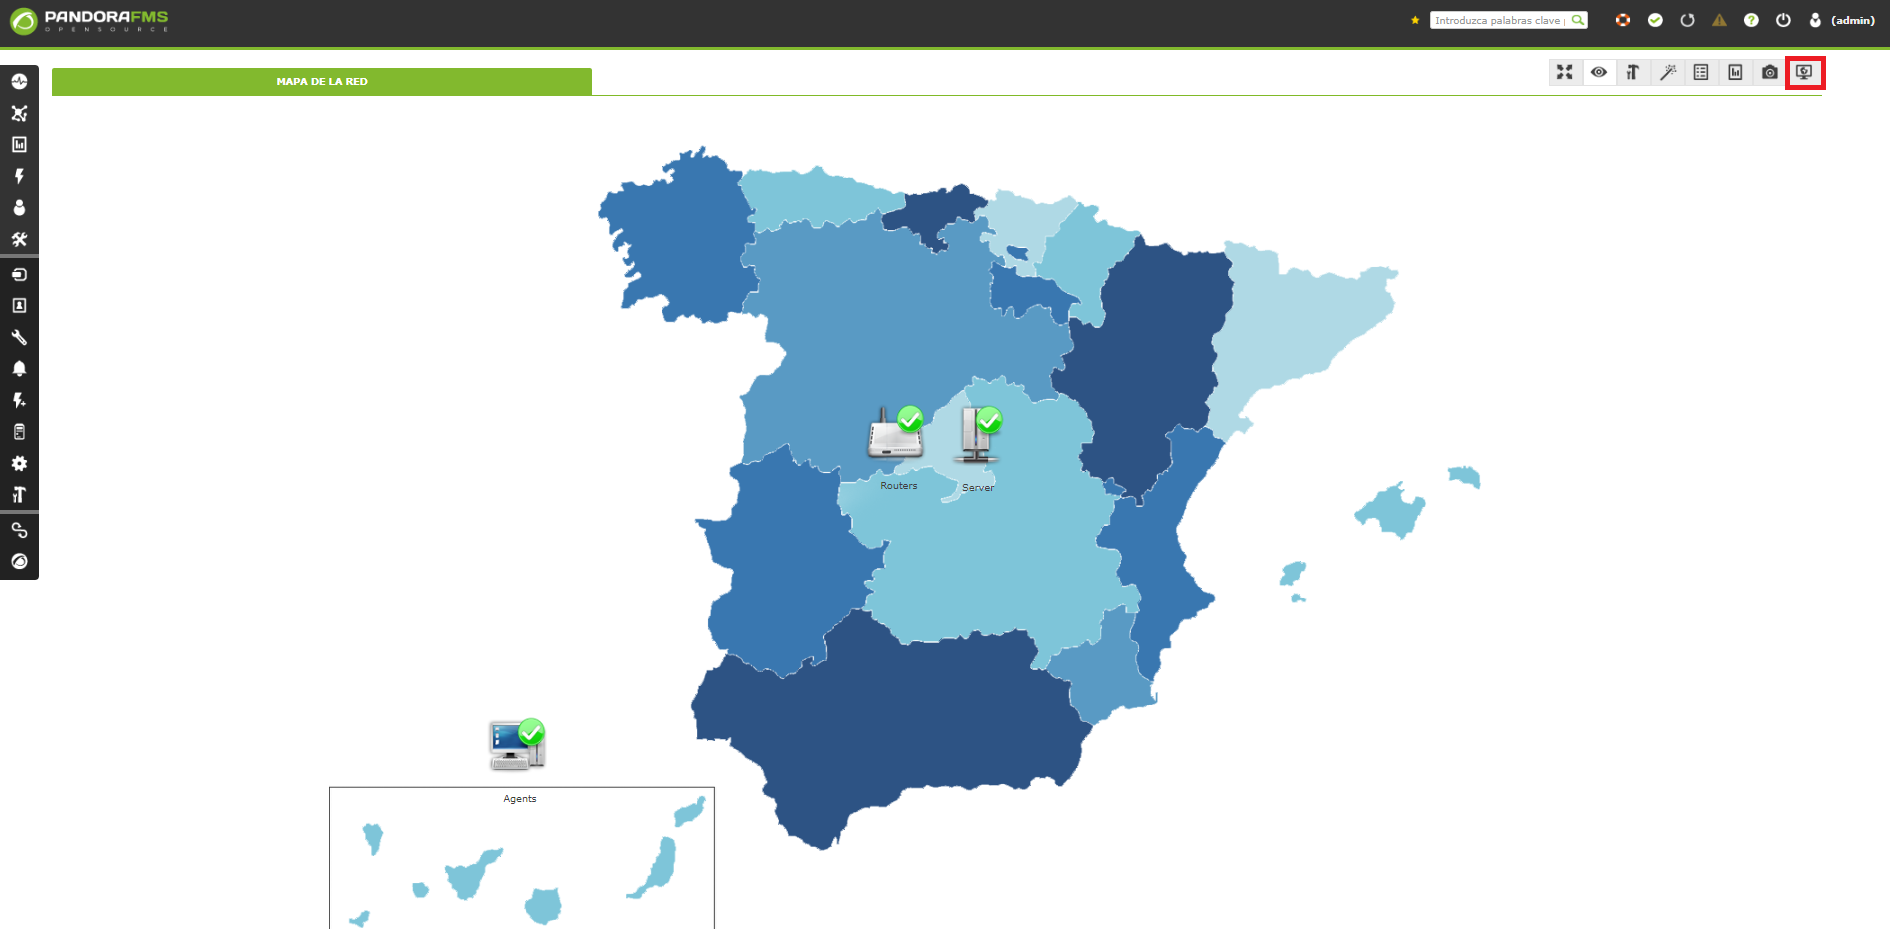 PANDORAFMS
OPENSOURCE
Introduzca palabras clave
(admin)
MAPA DE LA RED
Routers
Server
Agents